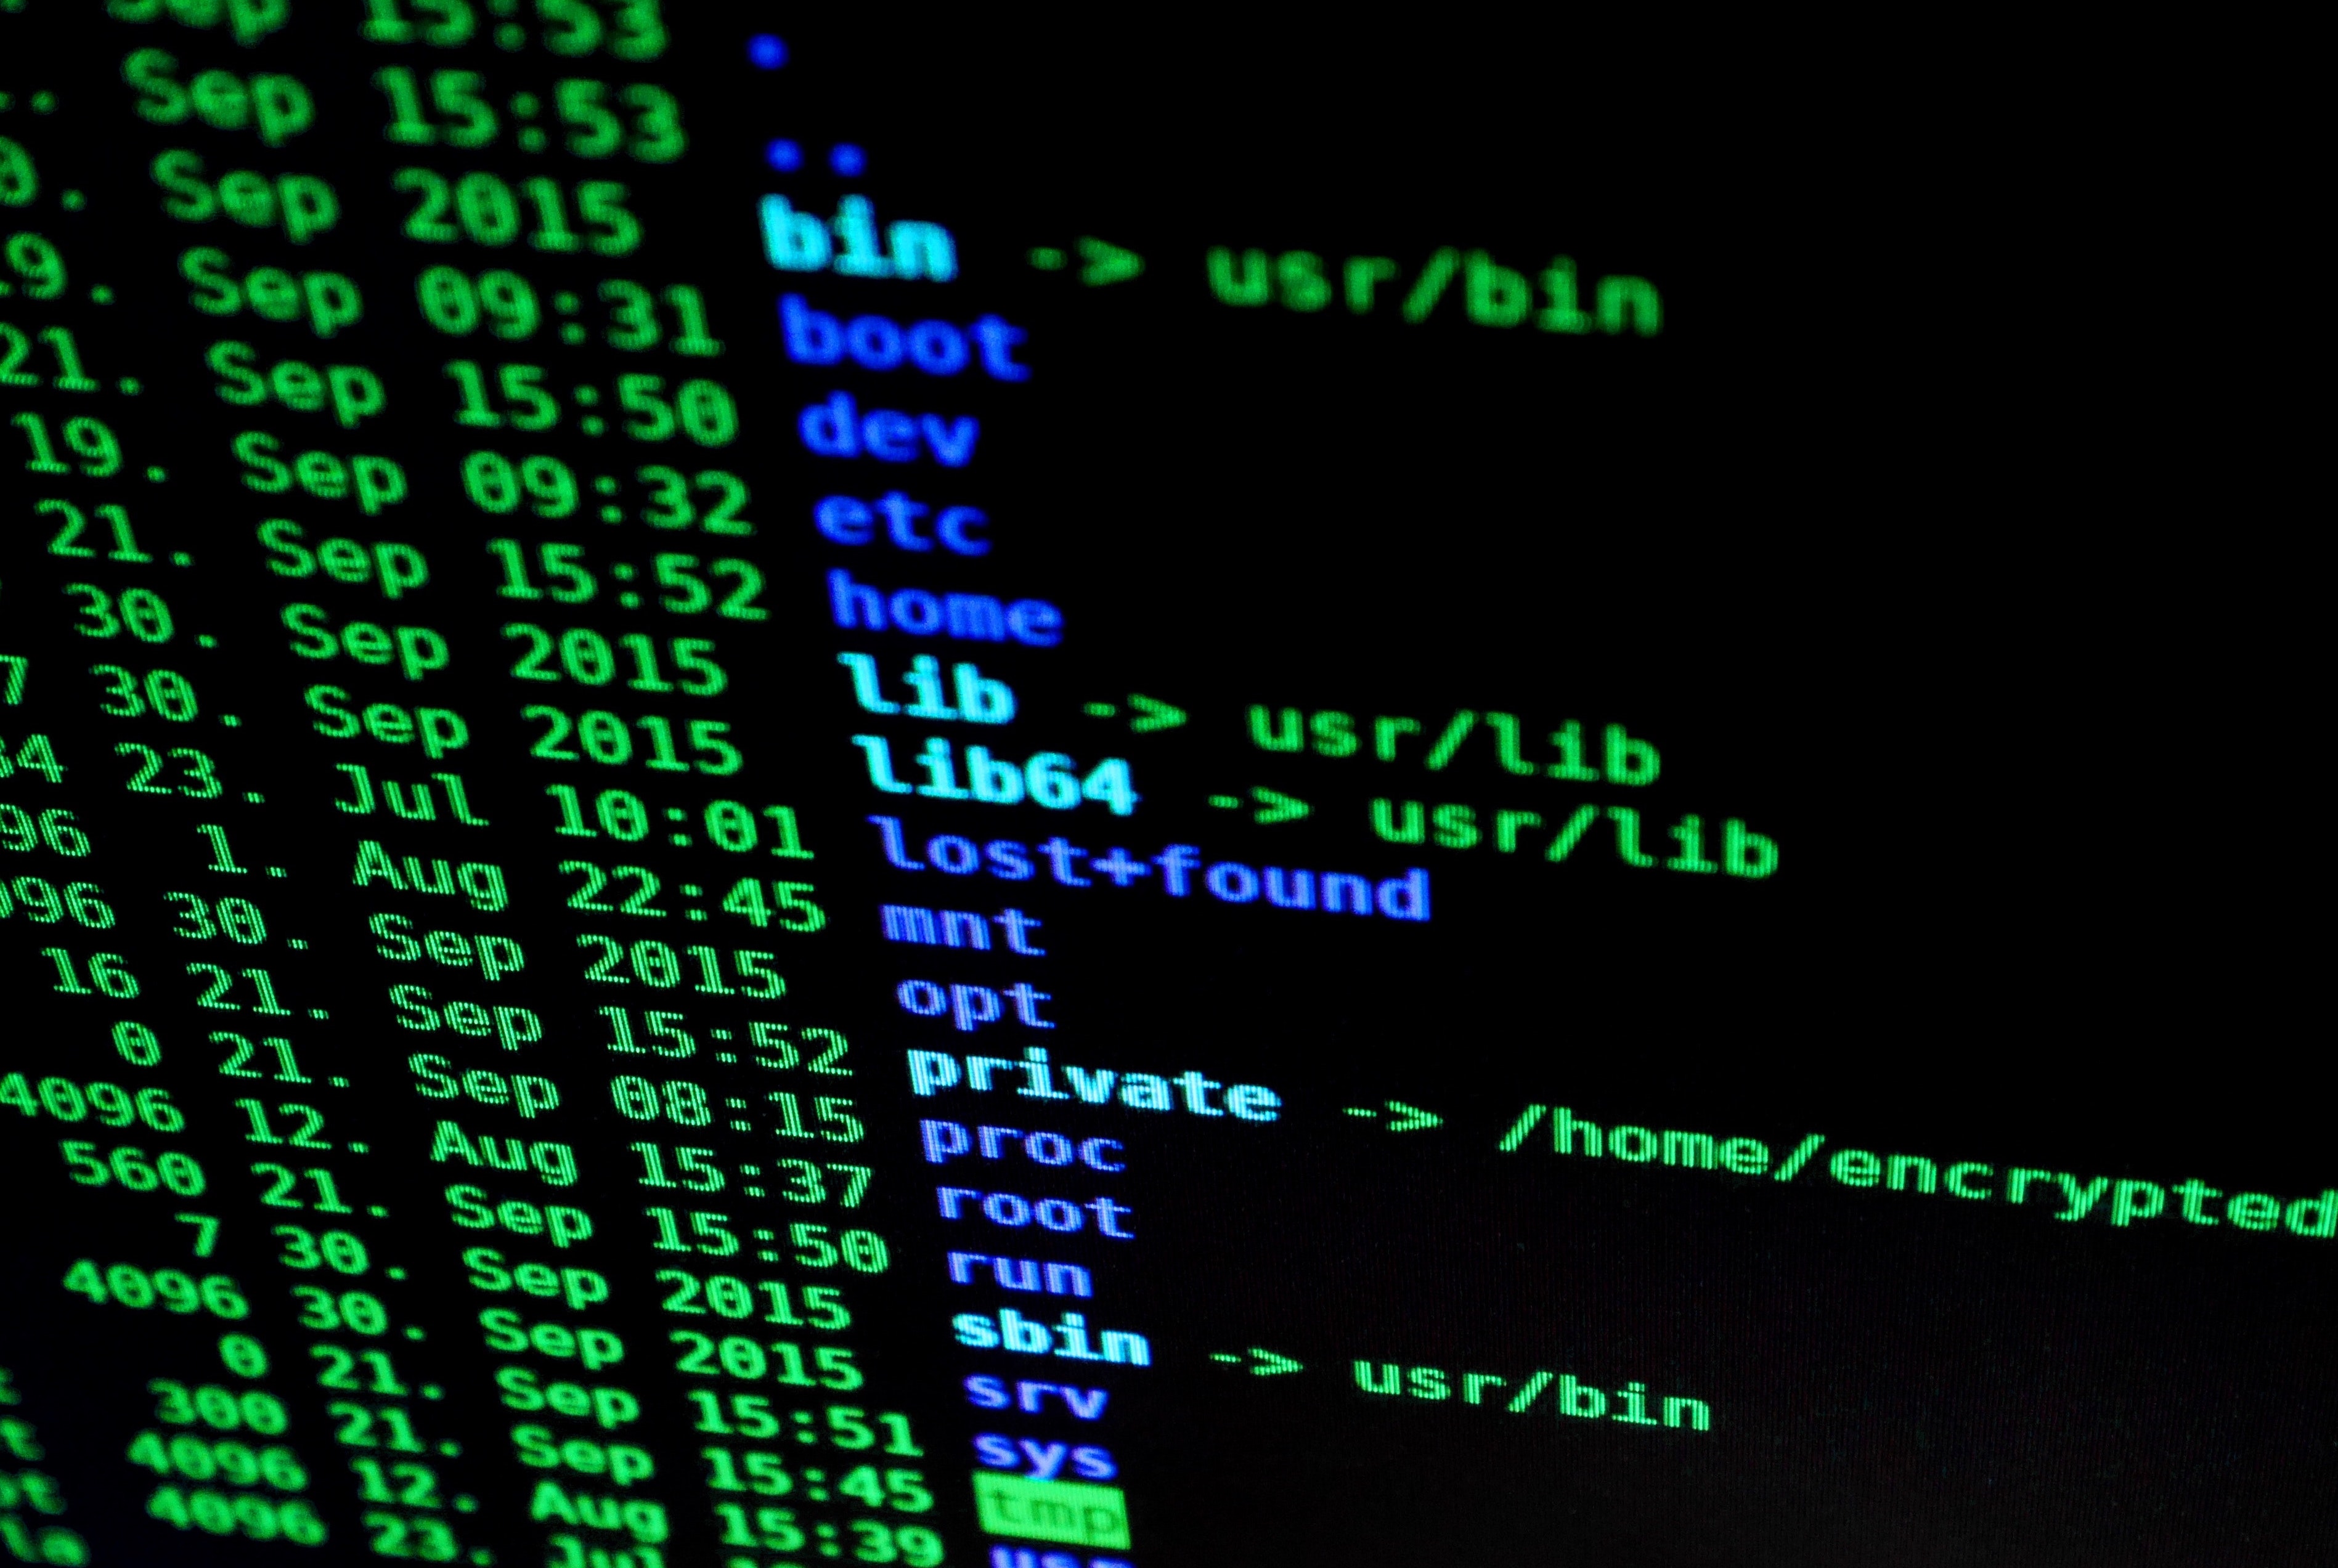 Sep 15:53 .
. Sep 15:53 ..
0. Sep 2015 bin -> usr/bin
19. Sep 09:31 boot
21. Sep 15:50 dev
19. Sep 09:32 etc
21. Sep 15:52 home
30. Sep 2015 lib -> usr/lib
7 30. Sep 2015 lib64 -> usr/lib
84 23. Jul 10:01 lost+found
96 1. Aug 22:45 mnt
096 30. Sep 2015 opt
16 21. Sep 15:52 private -> /home/encrypted
0 21. Sep 08:15 proc
4096 12. Aug 15:37 root
560 21. Sep 15:50 run
7 30. Sep 2015 sbin -> usr/bin
4096 30. Sep 2015 srv
0 21. Sep 15:51 sys
300 21. Sep 15:45 tmp
4096 12. Aug 15:39 usr
4096 23. Jul